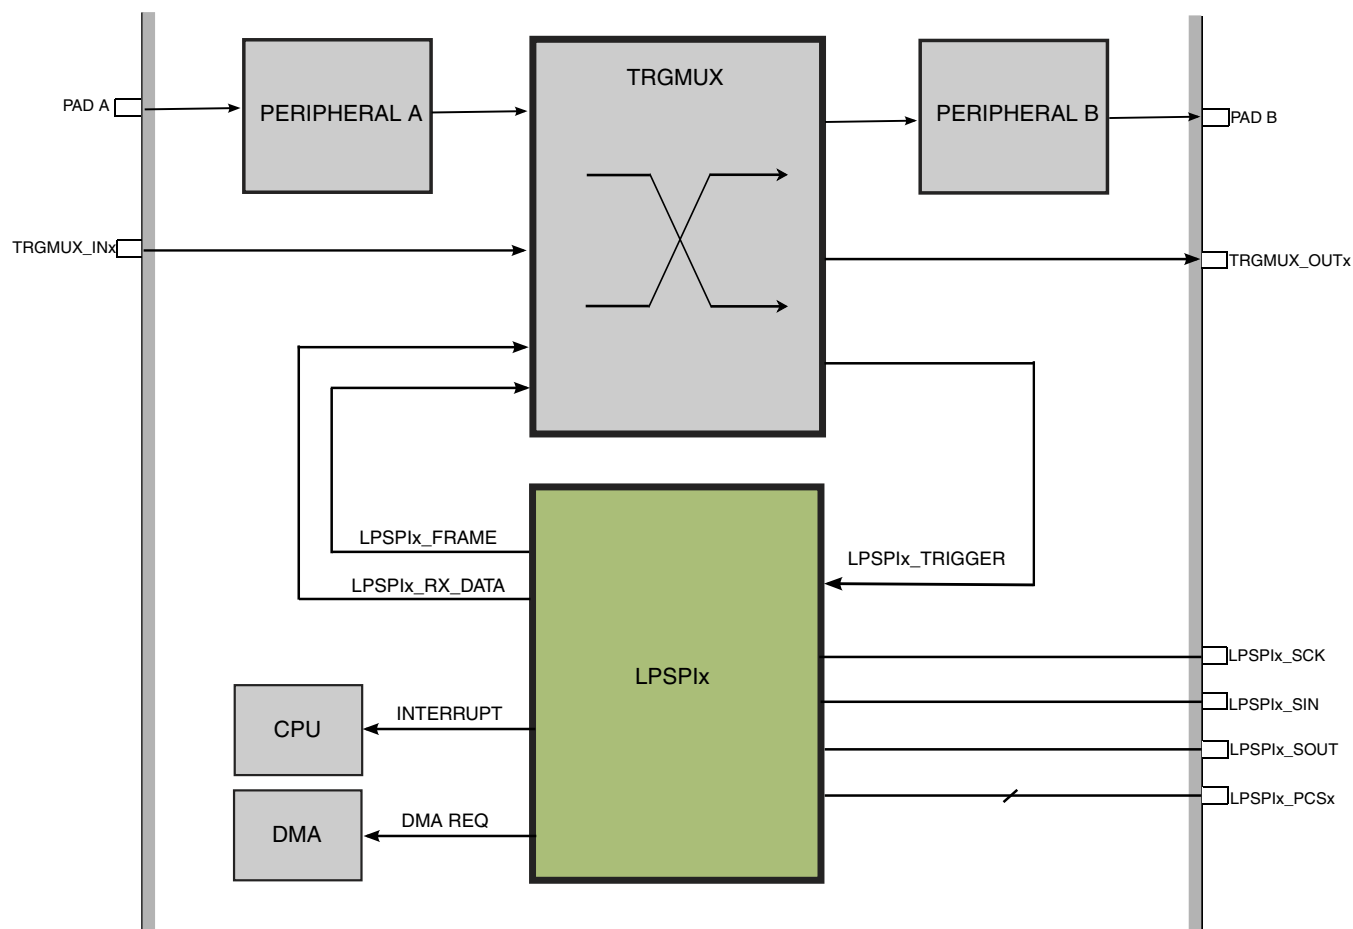 TRGMUX
PAD A
PERIPHERAL A
PERIPHERAL B
PAD B
TRGMUX_INx
TRGMUX_OUTx
LPSPIx_FRAME
LPSPIx_TRIGGER
LPSPIx_RX_DATA
LPSPIx_SCK
LPSPIx
LPSPIx_SIN
INTERRUPT
CPU
LPSPIx_SOUT
LPSPIx_PCSx
DMA REQ
DMA